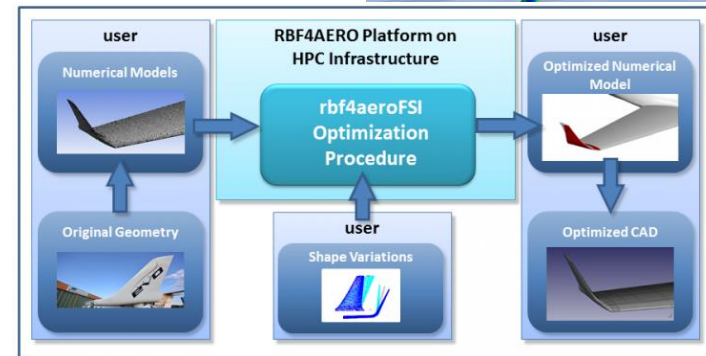 user
Numerical Models
Original Geometry
EVO
RBF4AERO Platform on
HPC Infrastructure
rbf4aeroFSI
Optimization
Procedure
user
Shape Variations
user
Optimized Numerical
Model
Optimized CAD